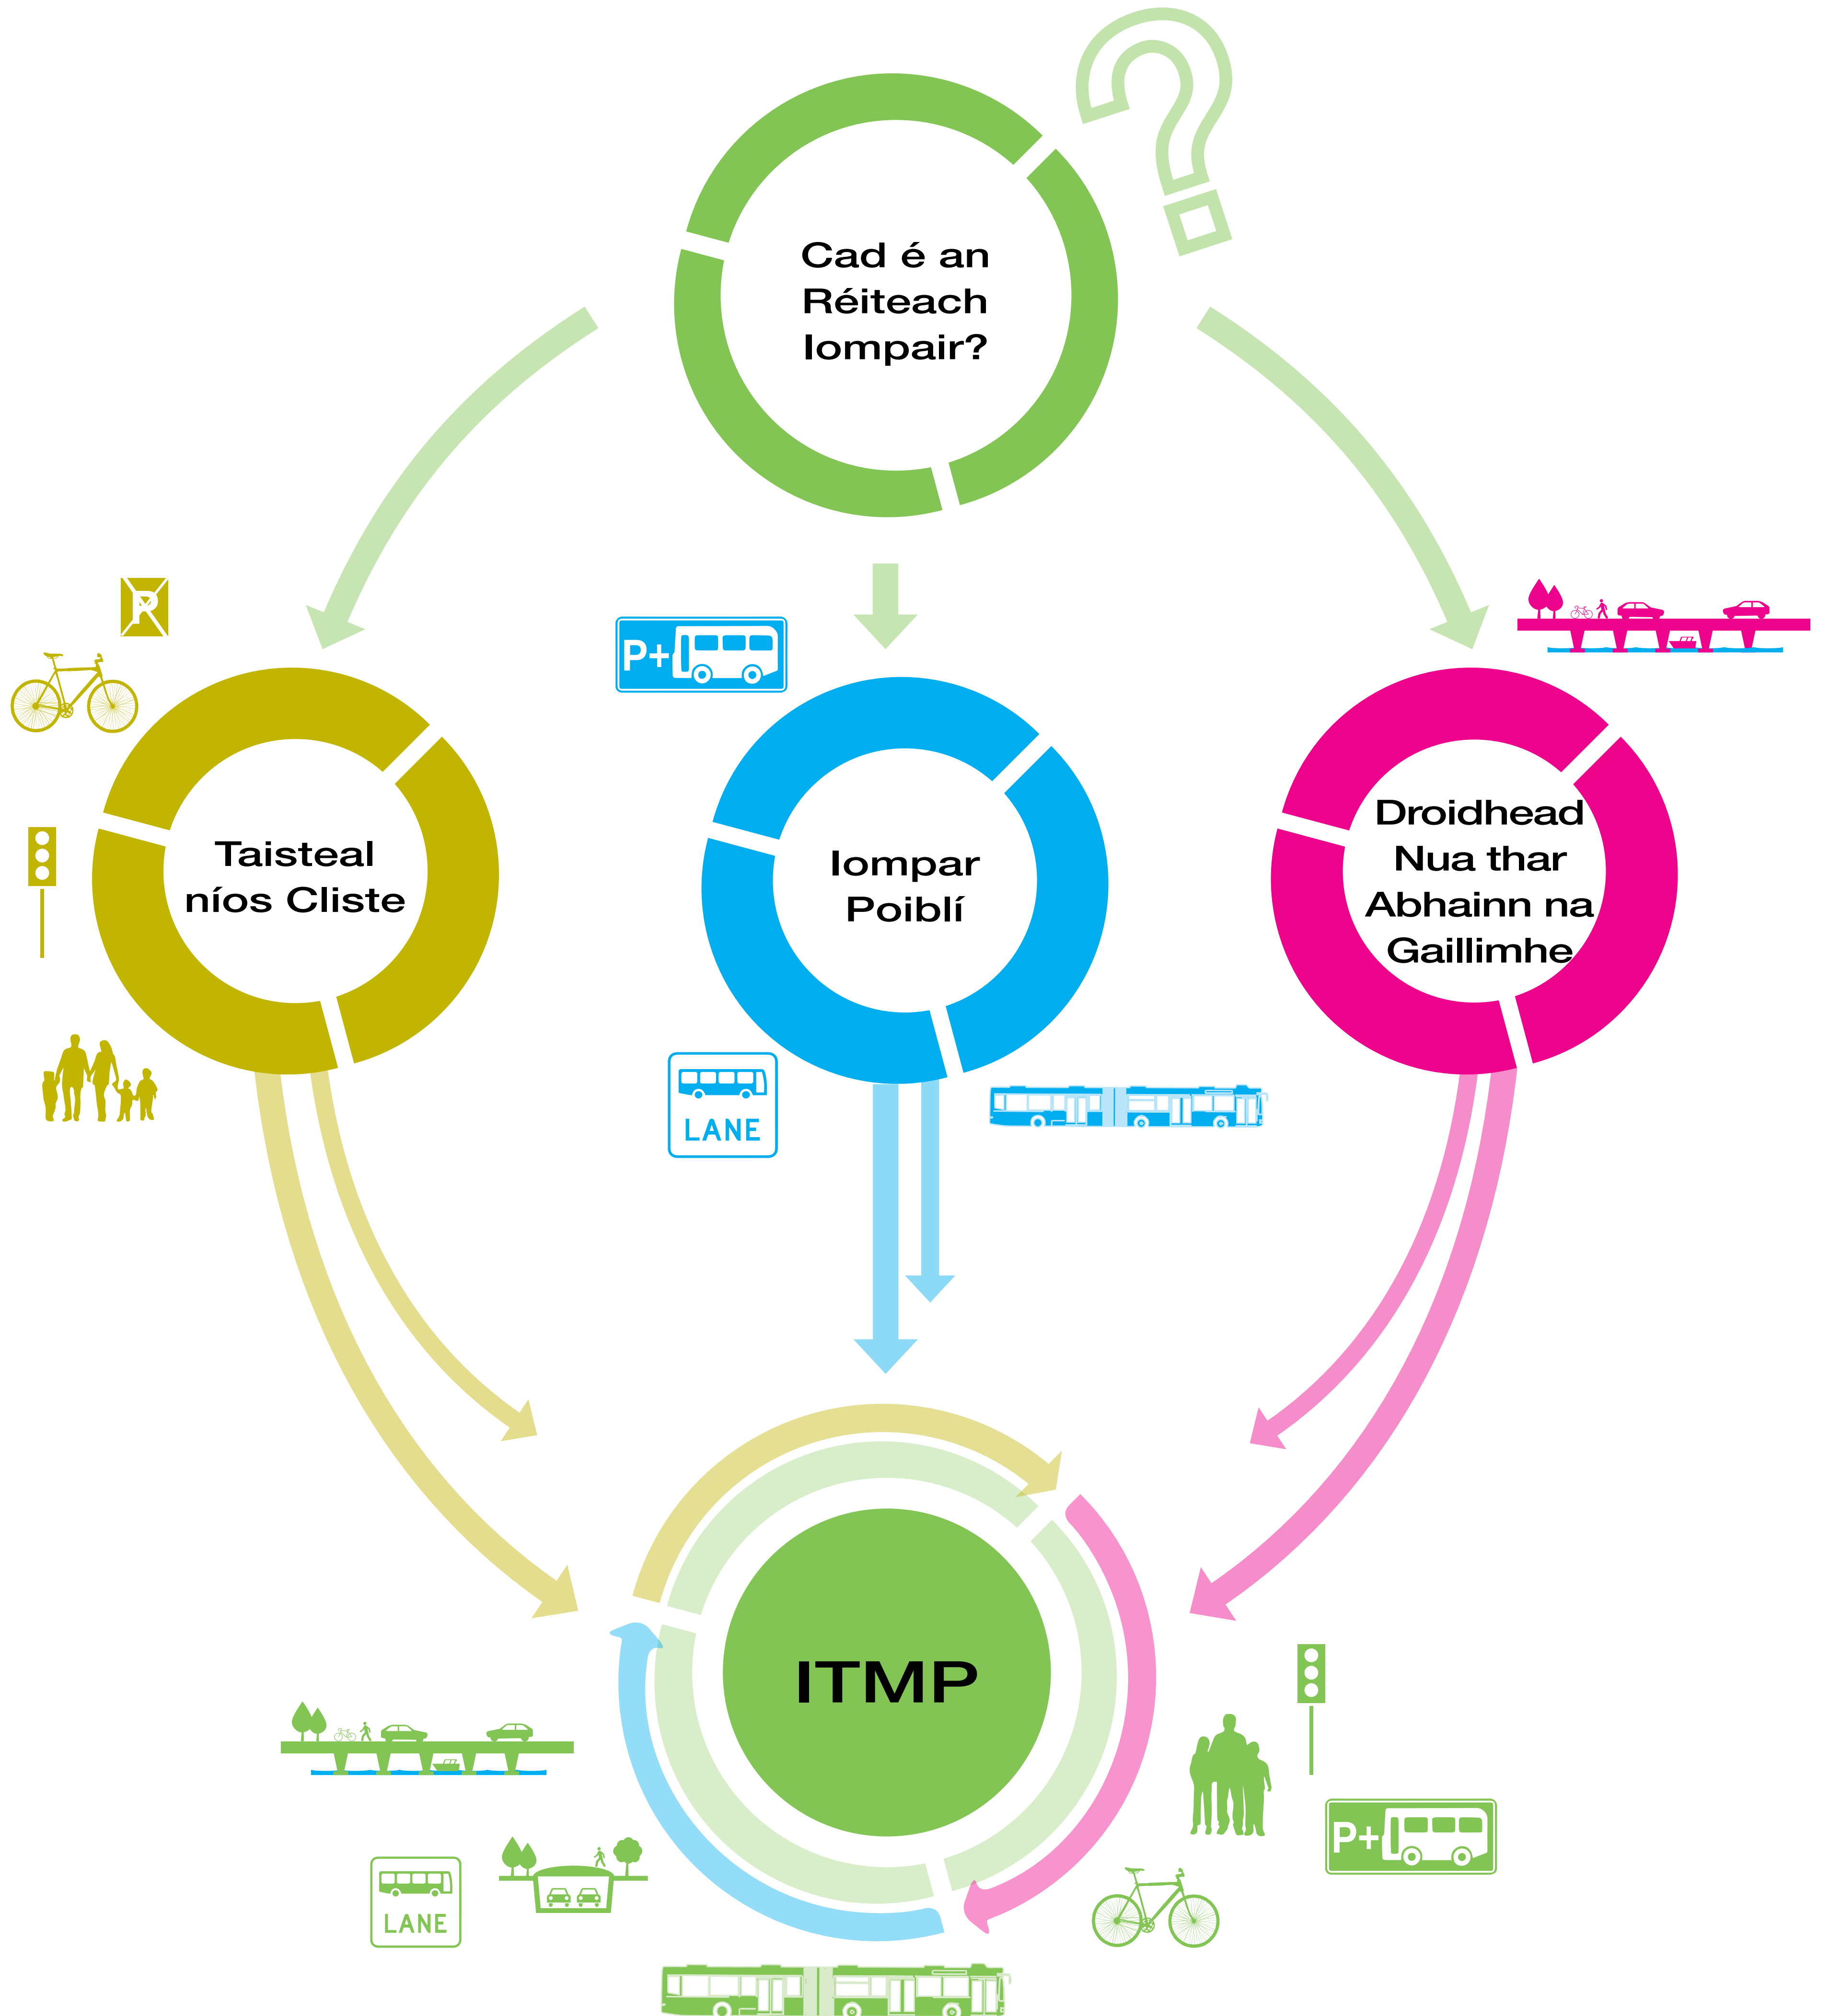 Cad é an
Réiteach
Iompair?
P
P+
Taisteal
níos Cliste
Iompar
Poiblí
Droidhead
Nua thar
Abhainn na
Gaillimhe
LANE
ITMP
P+
LANE